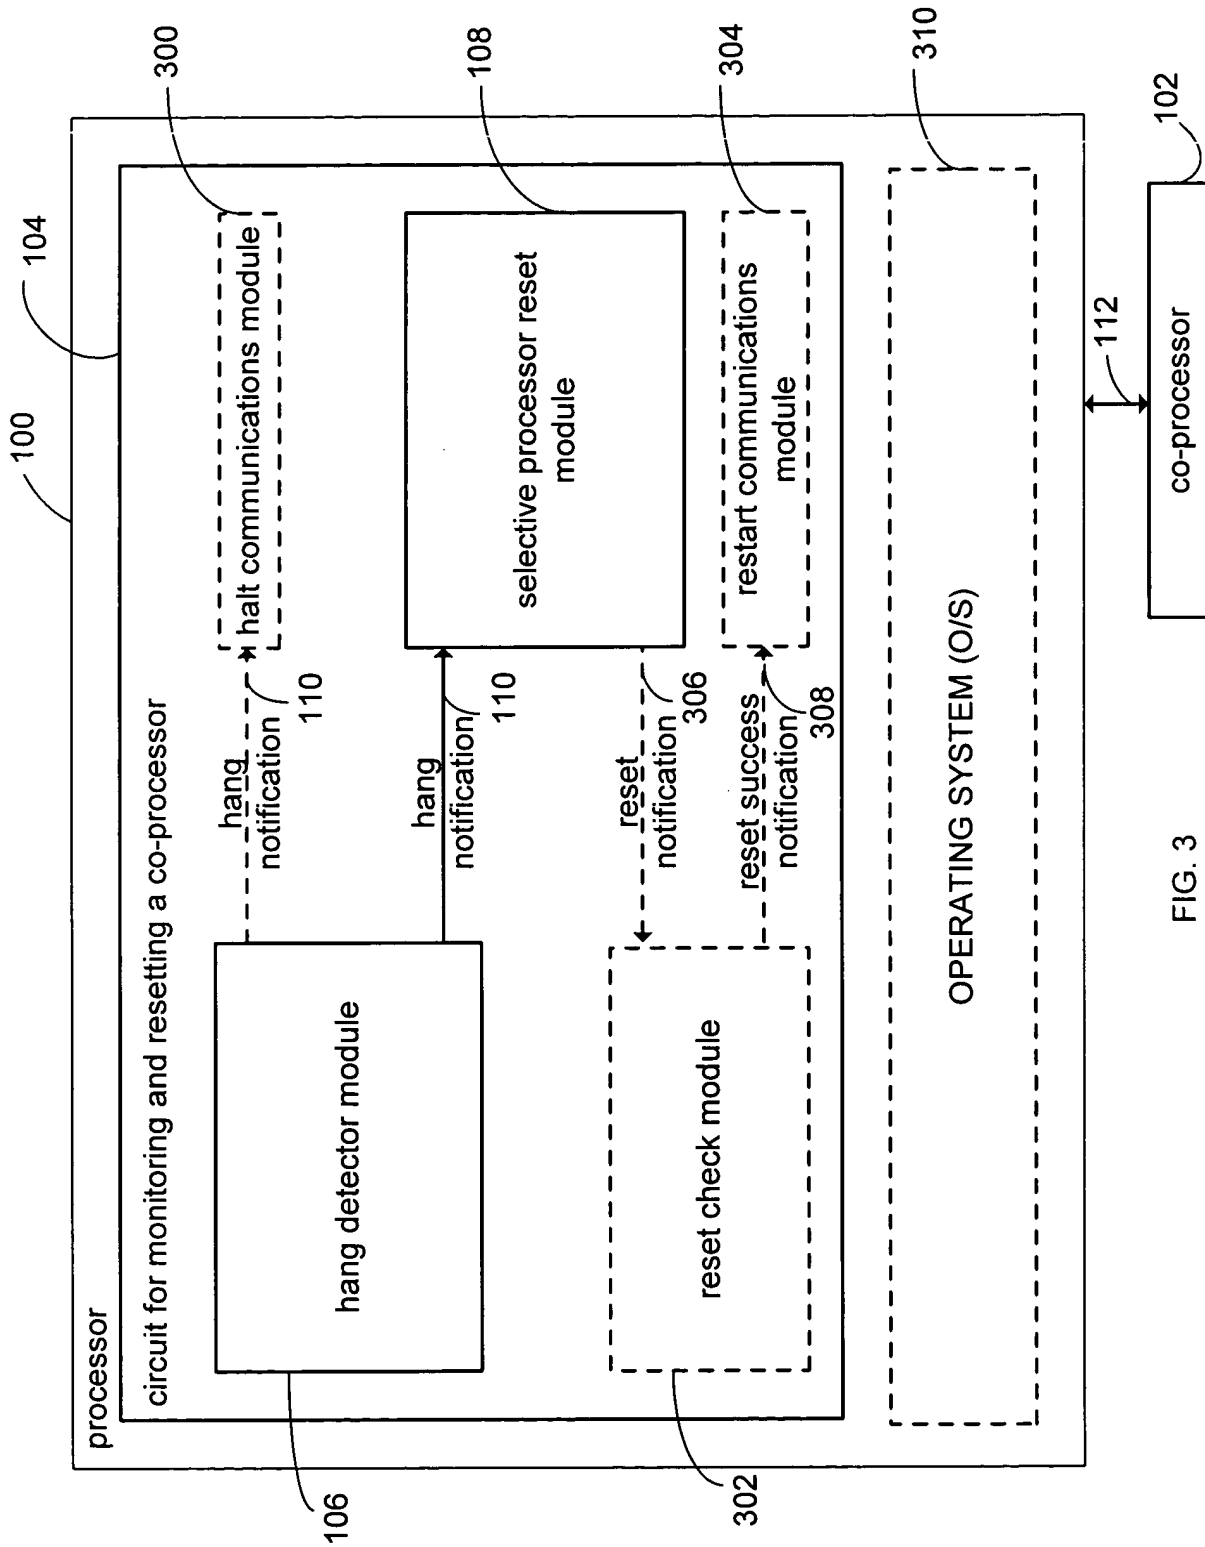 100
104
processor
circuit for monitoring and resetting a co-processor
300
hang
notification
110
halt communications module
106
hang detector module
hang
notification
110
selective processor reset
module
108
302
reset check module
reset
notification
306
reset success
notification
308
restart communications
module
304
OPERATING SYSTEM (O/S)
310
112
co-processor
102
FIG. 3